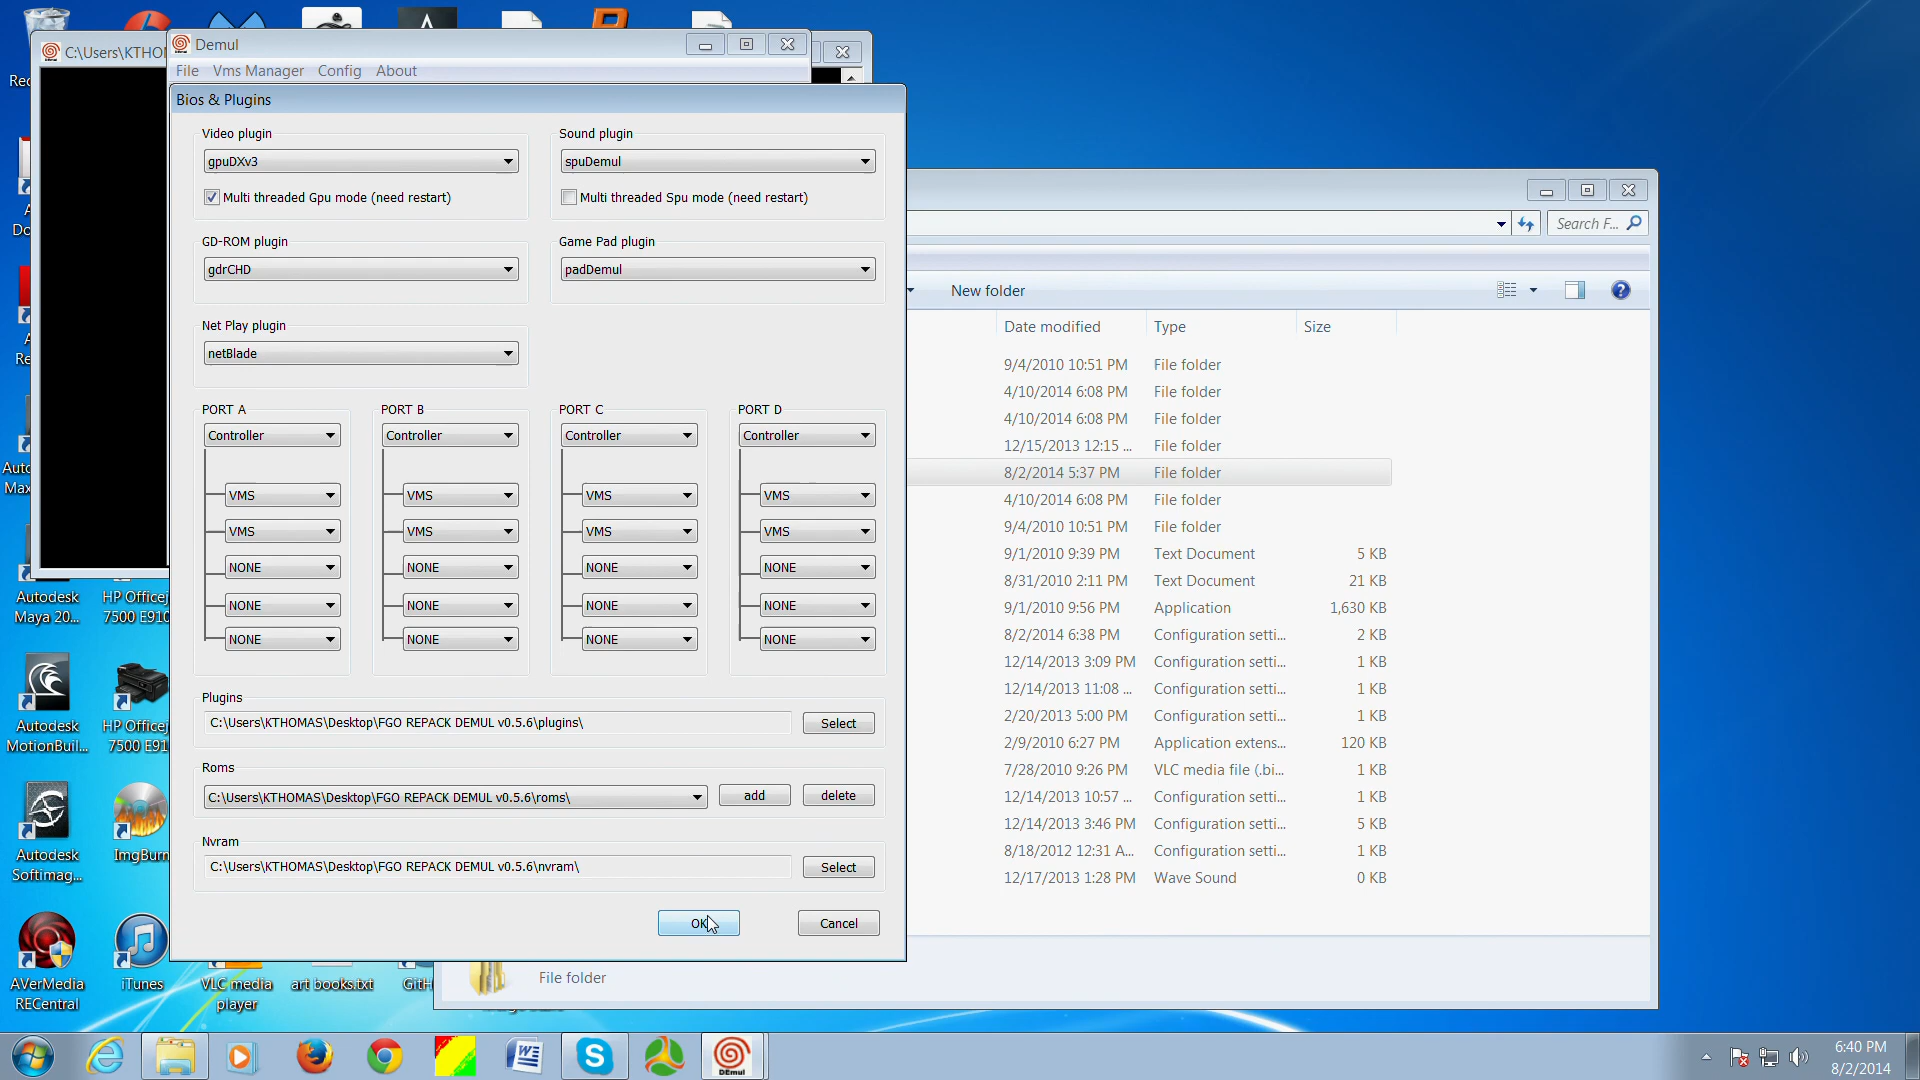 C:\Users\KTHOM
Demul
File Vms Manager Config About
Bios & Plugins
Video plugin
gpuDXv3
Multi threaded Gpu mode (need restart)
Sound plugin
spuDemul
Multi threaded Spu mode (need restart)
GD-ROM plugin
gdrCHD
Game Pad plugin
padDemul
Net Play plugin
netBlade
PORT A PORT B PORT C PORT D
Controller Controller Controller Controller
VMS VMS VMS VMS
VMS VMS VMS VMS
NONE NONE NONE NONE
NONE NONE NONE NONE
NONE NONE NONE NONE
Plugins
C:\Users\KTHOMAS\Desktop\FGO REPACK DEMUL v0.5.6\plugins\ Select
Roms
C:\Users\KTHOMAS\Desktop\FGO REPACK DEMUL v0.5.6\roms\ add delete
Nvram
C:\Users\KTHOMAS\Desktop\FGO REPACK DEMUL v0.5.6\nvram\ Select
OK Cancel
Search F...
New folder
Date modified Type Size
9/4/2010 10:51 PM File folder
4/10/2014 6:08 PM File folder
4/10/2014 6:08 PM File folder
12/15/2013 12:15 ... File folder
8/2/2014 5:37 PM File folder
4/10/2014 6:08 PM File folder
9/4/2010 10:51 PM File folder
9/1/2010 9:39 PM Text Document 5 KB
8/31/2010 2:11 PM Text Document 21 KB
9/1/2010 9:56 PM Application 1,630 KB
8/2/2014 6:38 PM Configuration setti... 2 KB
12/14/2013 3:09 PM Configuration setti... 1 KB
12/14/2013 11:08 ... Configuration setti... 1 KB
2/20/2013 5:00 PM Configuration setti... 1 KB
2/9/2010 6:27 PM Application extens... 120 KB
7/28/2010 9:26 PM VLC media file (.bi... 1 KB
12/14/2013 10:57 ... Configuration setti... 1 KB
12/14/2013 3:46 PM Configuration setti... 5 KB
8/18/2012 12:31 A... Configuration setti... 1 KB
12/17/2013 1:28 PM Wave Sound 0 KB
File folder
Rec
A
Do
A
Re
Auto
Max
Autodesk
Maya 20...
HP Officej
7500 E910
Autodesk
MotionBuil...
HP Officej
7500 E91
Autodesk
Softimag...
ImgBurn
AVerMedia
RECentral
iTunes
VLC media
player
art books.txt
GitH
DEmul
6:40 PM
8/2/2014